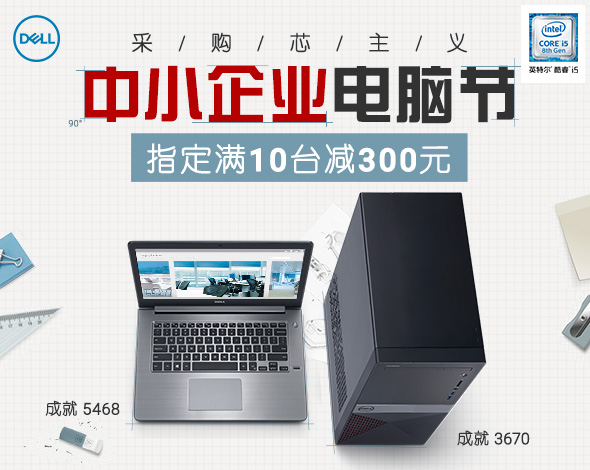 DELL
intel
CORE i5
8th Gen
英特尔 酷睿 i5
采/购/芯/主/义
中小企业电脑节
90°
指定满10台减300元
成就 5468
成就 3670